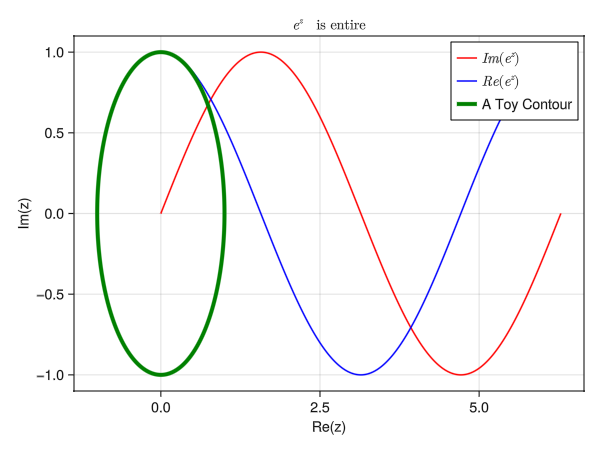 e^z is entire
Im(e^z)
Re(e^z)
A Toy Contour
1.0
0.5
0.0
−0.5
−1.0
Im(z)
0.0 2.5 5.0
Re(z)